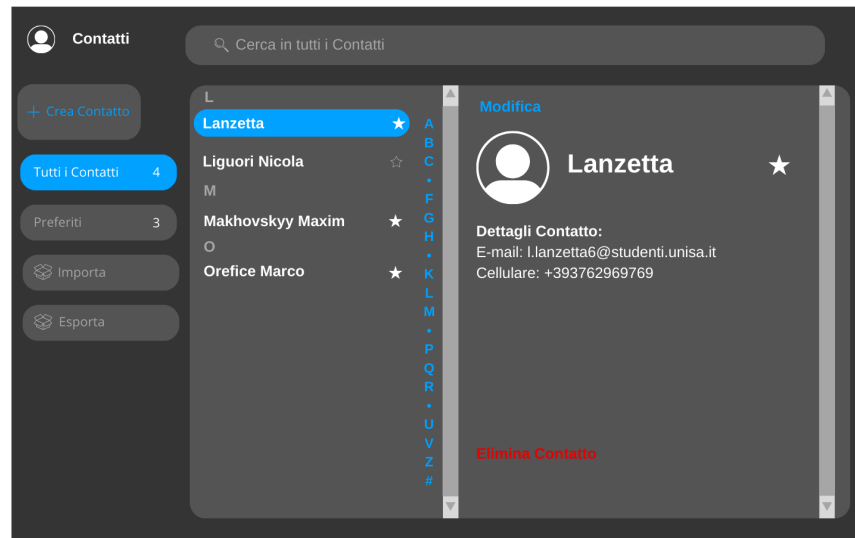 Contatti
Cerca in tutti i Contatti
Crea Contatto
Tutti i Contatti 4
Preferiti 3
Importa
Esporta
L
Lanzetta
Liguori Nicola
M
Makhovskyy Maxim
O
Orefice Marco
A
B
C
•
F
G
H
•
K
L
M
•
P
Q
R
•
U
V
Z
#
Modifica
Lanzetta
Dettagli Contatto:
E-mail: l.lanzetta6@studenti.unisa.it
Cellulare: +393762969769
Elimina Contatto